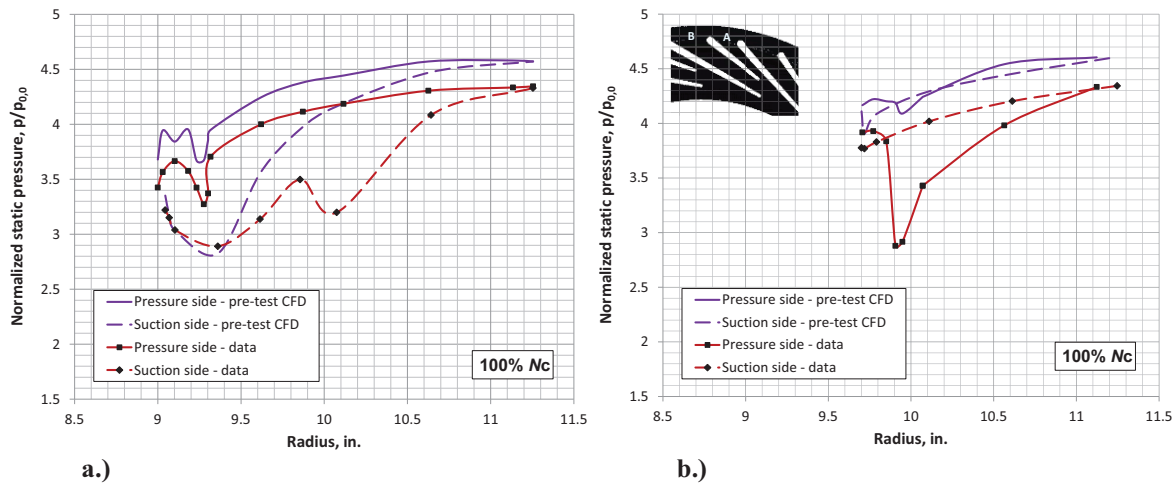 5
4.5
4
3.5
3
2.5
2
1.5
Normalized static pressure, p/p0,0
Pressure side - pre-test CFD
Suction side - pre-test CFD
Pressure side - data
Suction side - data
100% Nc
8.5 9 9.5 10 10.5 11 11.5
Radius, in.
a.)
5
4.5
4
3.5
3
2.5
2
1.5
Normalized static pressure, p/p0,0
B A
Pressure side - pre-test CFD
Suction side - pre-test CFD
Pressure side - data
Suction side - data
100% Nc
8.5 9 9.5 10 10.5 11 11.5
Radius, in.
b.)